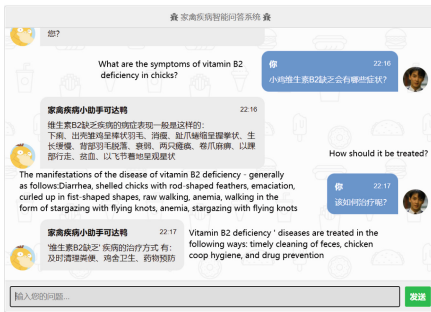 家禽疾病智能问答系统
您?
What are the symptoms of vitamin B2
deficiency in chicks?
你 22:16
小鸡维生素B2缺乏会有哪些症状?
家禽疾病小助手可达鸭 22:16
维生素B2缺乏疾病的病症表现一般是这样的:
下痢、出壳雏鸡呈棒状羽毛、消瘦、趾爪蜷缩呈握拳状、生
长缓慢、背部羽毛脱落、衰弱、两只瘫痪、卷爪麻痹、以踝
部行走、贫血、以飞节着地呈观星状
How should it be treated?
The manifestations of the disease of vitamin B2 deficiency - generally
as follows:Diarrhea, shelled chicks with rod-shaped feathers, emaciation,
curled up in fist-shaped shapes, raw walking, anemia, walking in the
form of stargazing with flying knots, anemia, stargazing with flying knots
你 22:17
该如何治疗呢?
家禽疾病小助手可达鸭 22:17
'维生素B2缺乏' 疾病的治疗方式 有:
及时清理粪便、鸡舍卫生、药物预防
Vitamin B2 deficiency ' diseases are treated in the
following ways: timely cleaning of feces, chicken
coop hygiene, and drug prevention
输入您的问题...
发送